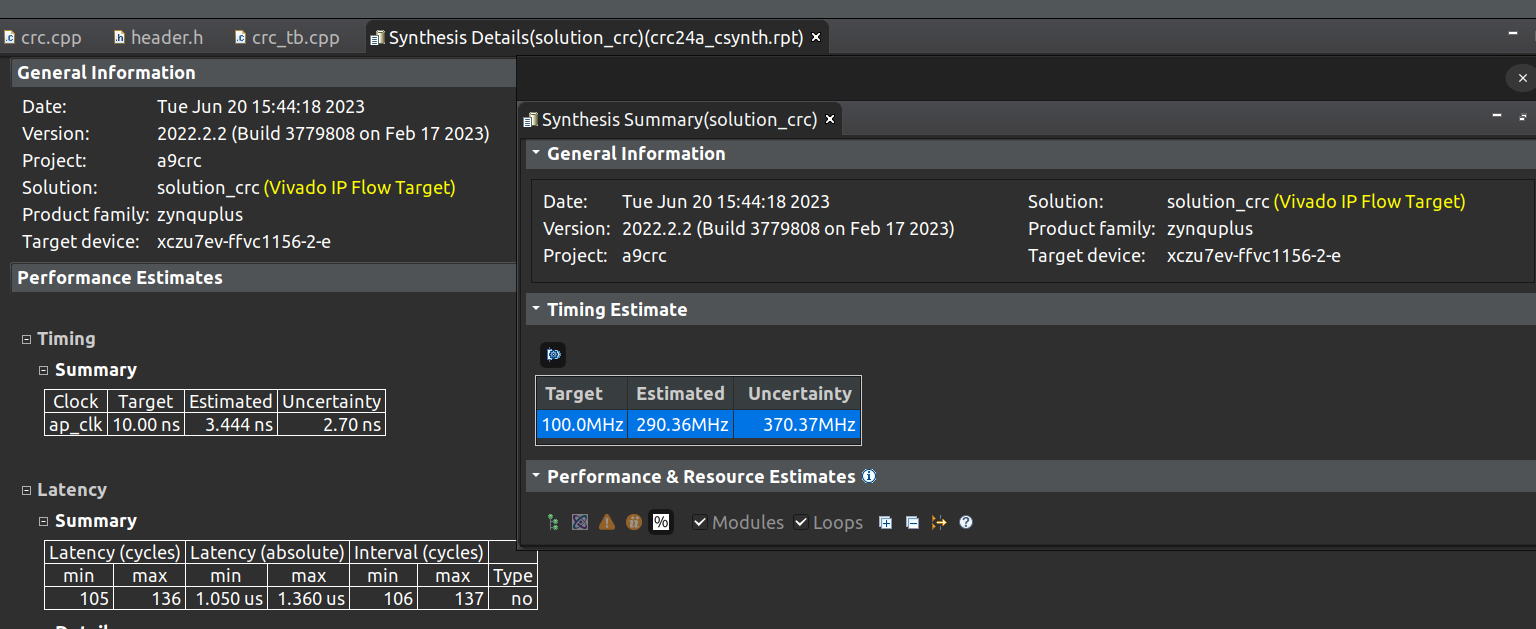 crc.cpp header.h crc_tb.cpp Synthesis Details(solution_crc)(crc24a_csynth.rpt)
General Information
Date: Tue Jun 20 15:44:18 2023
Version: 2022.2.2 (Build 3779808 on Feb 17 2023)
Project: a9crc
Solution: solution_crc (Vivado IP Flow Target)
Product family: zynquplus
Target device: xczu7ev-ffvc1156-2-e
Performance Estimates
Timing
Summary
Clock Target Estimated Uncertainty
ap_clk 10.00 ns 3.444 ns 2.70 ns
Latency
Summary
Latency (cycles) Latency (absolute) Interval (cycles)
min max min max min max Type
105 136 1.050 us 1.360 us 106 137 no
Synthesis Summary(solution_crc)
General Information
Date: Tue Jun 20 15:44:18 2023 Solution: solution_crc (Vivado IP Flow Target)
Version: 2022.2.2 (Build 3779808 on Feb 17 2023) Product family: zynquplus
Project: a9crc Target device: xczu7ev-ffvc1156-2-e
Timing Estimate
Target Estimated Uncertainty
100.0MHz 290.36MHz 370.37MHz
Performance & Resource Estimates
% Modules Loops